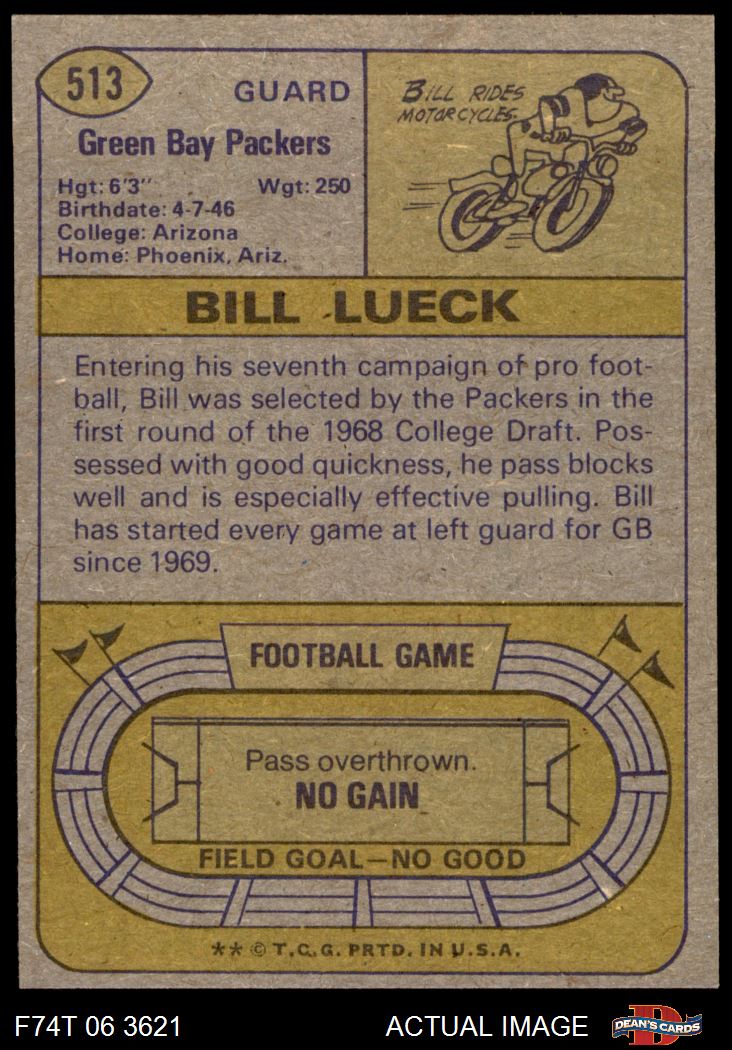 513
GUARD
Green Bay Packers
Hgt: 6'3" Wgt: 250
Birthdate: 4-7-46
College: Arizona
Home: Phoenix, Ariz.
BILL RIDES
MOTORCYCLES.
BILL LUECK
Entering his seventh campaign of pro foot-
ball, Bill was selected by the Packers in the
first round of the 1968 College Draft. Pos-
sessed with good quickness, he pass blocks
well and is especially effective pulling. Bill
has started every game at left guard for GB
since 1969.
FOOTBALL GAME
Pass overthrown.
NO GAIN
FIELD GOAL—NO GOOD
** © T.C.G. PRTD. IN U.S.A.
F74T 06 3621 ACTUAL IMAGE
D
DEAN'S CARDS